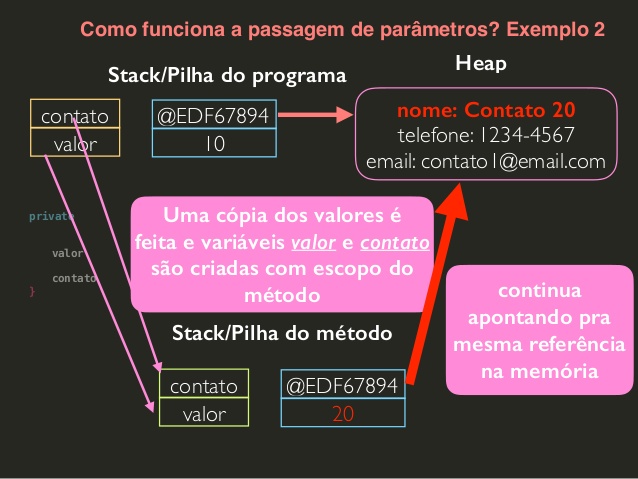 Como funciona a passagem de parâmetros? Exemplo 2
Stack/Pilha do programa
Heap
contato
valor
@EDF67894
10
nome: Contato 20
telefone: 1234-4567
email: contato1@email.com
private
valor
contato
}
Uma cópia dos valores é
feita e variáveis valor e contato
são criadas com escopo do
método
continua
apontando pra
mesma referência
na memória
Stack/Pilha do método
contato
valor
@EDF67894
20